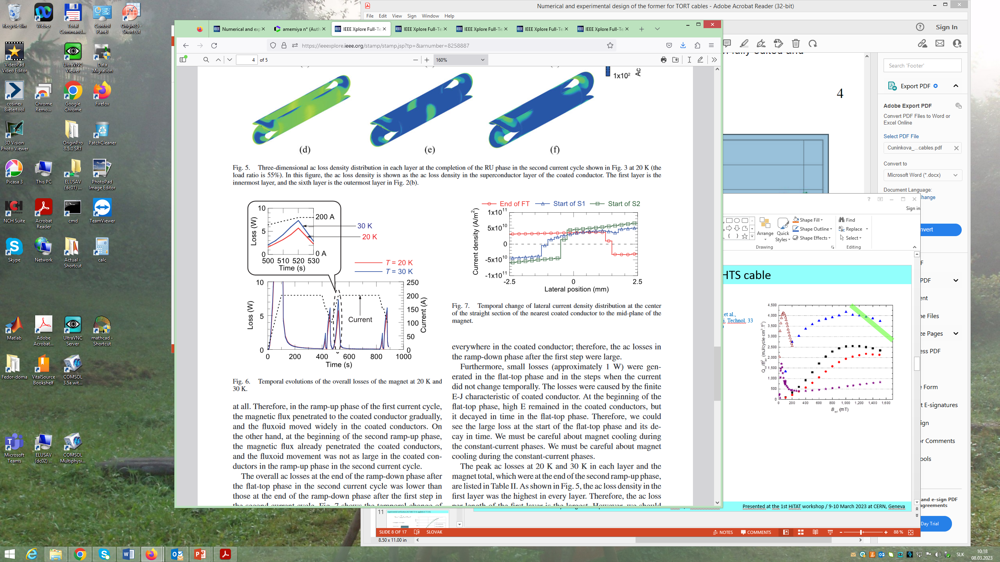 Recycle Bin
Webex
Total Command...
Control Panel
Origin85 - Shortcut
VideoPad Video Editor
UltraVNC Viewer
Data Migration
cosinex Bietertool
Chrome Remo...
Google Chrome
Firefox
3D Vision Photo Viewer
OriginPro 8.5.0 SR1
PatchCleaner
Picasa 3
This PC
ELUSAV (dc01) ...
PhotoPad Image Editor
NCH Suite
Acrobat Reader
cmd
TeamViewer
Skype
Network
Actual - Shortcut
calc
Matlab
Adobe Acrobat...
UltraVNC Server
mathcad - Shortcut
Fedor-doma
VitalSource Bookshelf
COMSOL 3.5a wit...
Microsoft Teams
ELUSAV (dc02) ...
COMSOL Multiphysi...
Numerical and experimental design of the former for TORT cables - Adobe Acrobat Reader (32-bit)
File Edit View Sign Window Help
Sign In
Numerical and exp
amemiya n* (Auth
IEEE Xplore Full-Te
IEEE Xplore Full-Te
IEEE Xplore Full-Te
IEEE Xplore Full-Te
IEEE Xplore Full-Te
https://ieeexplore.ieee.org/stamp/stamp.jsp?tp=&arnumber=8258887
4 of 5
160%
1x10²
Ac
(d) (e) (f)
Fig. 5. Three-dimensional ac loss density distribution in each layer at the completion of the RU phase in the second current cycle shown in Fig. 3 at 20 K (the
load ratio is 55%). In this figure, the ac loss density is shown as the ac loss density in the superconductor layer of the coated conductor. The first layer is the
innermost layer, and the sixth layer is the outermost layer in Fig. 2(b).
10
5
0
Loss (W)
200 A
30 K
20 K
0 A
500 510 520 530
Time (s)
T = 20 K
T = 30 K
10
5
0
Loss (W)
250
200
150
100
50
0
Current (A)
Current
0 200 400 600 800 1000
Time (s)
Fig. 6. Temporal evolutions of the overall losses of the magnet at 20 K and
30 K.
at all. Therefore, in the ramp-up phase of the first current cycle,
the magnetic flux penetrated to the coated conductor gradually,
and the fluxoid moved widely in the coated conductors. On
the other hand, at the beginning of the second ramp-up phase,
the magnetic flux already penetrated the coated conductors,
and the fluxoid movement was not as large in the coated con-
ductors in the ramp-up phase in the second current cycle.
The overall ac losses at the end of the ramp-down phase after
the flat-top phase in the second current cycle was lower than
those at the end of the ramp-down phase after the first step in
the second current cycle. Fig. 7 shows the temporal change of
End of FT Start of S1 Start of S2
1x10¹¹
5x10¹⁰
0
-5x10¹⁰
-1x10¹¹
Current density (A/m²)
-2.5 0 2.5
Lateral position (mm)
Fig. 7. Temporal change of lateral current density distribution at the center
of the straight section of the nearest coated conductor to the mid-plane of the
magnet.
everywhere in the coated conductor; therefore, the ac losses in
the ramp-down phase after the first step were large.
Furthermore, small losses (approximately 1 W) were gen-
erated in the flat-top phase and in the steps when the current
did not change temporally. The losses were caused by the finite
E-J characteristic of coated conductor. At the beginning of the
flat-top phase, high E remained in the coated conductors, but
it decayed in time in the flat-top phase. Therefore, we could
see the large loss at the start of the flat-top phase and its de-
cay in time. We must be careful about magnet cooling during
the constant-current phases. We must be careful about magnet
cooling during the constant-current phases.
The peak ac losses at 20 K and 30 K in each layer and the
magnet total, which were at the end of the second ramp-up phase,
are listed in Table II. As shown in Fig. 5, the ac loss density in the
first layer was the highest in every layer. Therefore, the ac loss
per length of the first layer is the largest. However, we should
4
Search 'Footer'
Export PDF
Adobe Export PDF
Convert PDF Files to Word or
Excel Online
Select PDF File
Cuninkova_...cables.pdf
Convert to
Microsoft Word (*.docx)
Document Language:
hange
nvert
Sign in
Arrange
Quick Styles
Shape Fill
Shape Outline
Shape Effects
Find
Replace
Select
Drawing
Editing
HTS cable
et al.,
i. Technol. 33
4,500
4,000
3,500
3,000
2,500
2,000
1,500
1,000
500
0
0 200 400 600 800 1,000 1,200 1,400 1,600
B (mT)
Presented at the 1st HiTAT workshop / 9-10 March 2023 at CERN, Geneva
F
PDF
ent
ne Files
ze Pages
ess PDF
e Form
t E-signatures
ign
or Comments
ools
and e-sign PDF
agreements
Day Trial
11
SLIDE 8 OF 17 SLOVAK
NOTES COMMENTS 88 %
8.50 x 11.00 in
SLK
10:18
08.03.2023